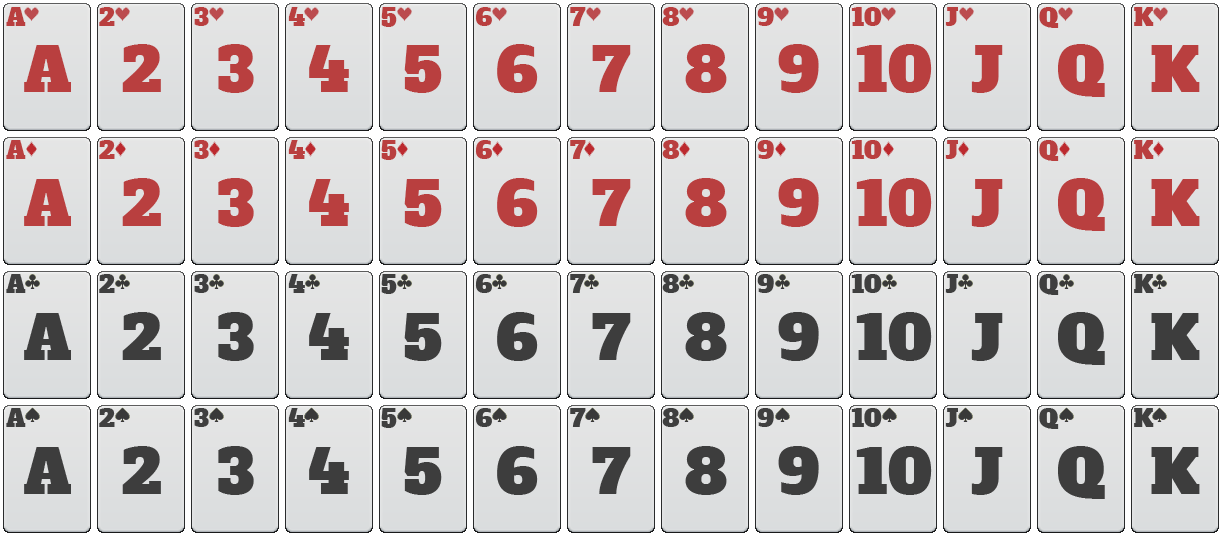 A♥ 2♥ 3♥ 4♥ 5♥ 6♥ 7♥ 8♥ 9♥ 10♥ J♥ Q♥ K♥
A 2 3 4 5 6 7 8 9 10 J Q K
A♦ 2♦ 3♦ 4♦ 5♦ 6♦ 7♦ 8♦ 9♦ 10♦ J♦ Q♦ K♦
A 2 3 4 5 6 7 8 9 10 J Q K
A♣ 2♣ 3♣ 4♣ 5♣ 6♣ 7♣ 8♣ 9♣ 10♣ J♣ Q♣ K♣
A 2 3 4 5 6 7 8 9 10 J Q K
A♠ 2♠ 3♠ 4♠ 5♠ 6♠ 7♠ 8♠ 9♠ 10♠ J♠ Q♠ K♠
A 2 3 4 5 6 7 8 9 10 J Q K